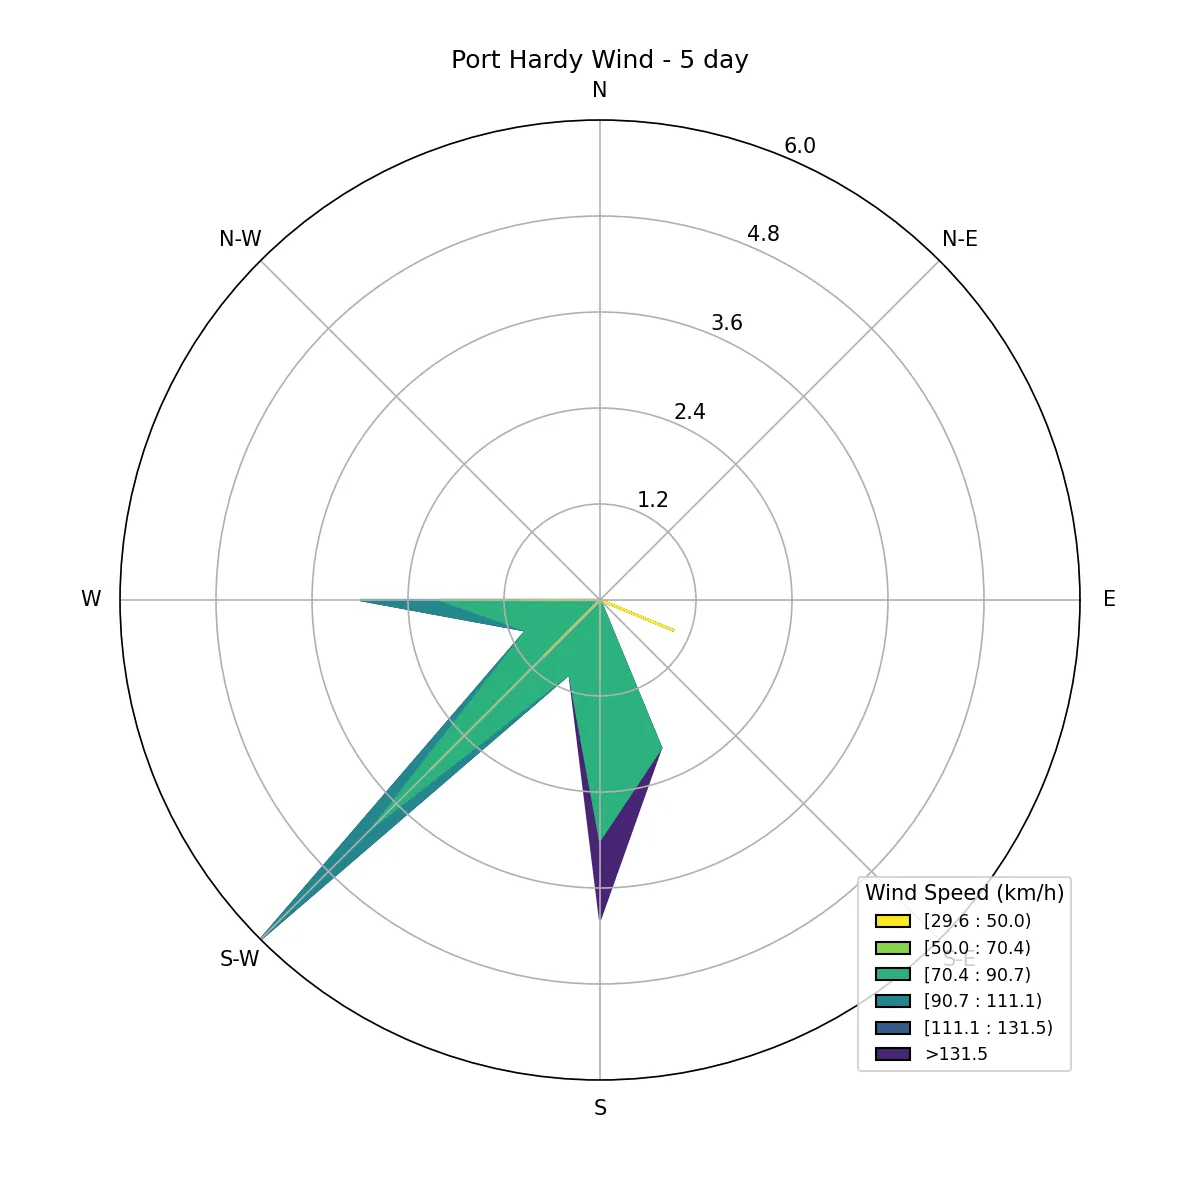 Port Hardy Wind - 5 day
N
6.0
N-W
N-E
4.8
3.6
2.4
1.2
W
E
S-W
S-E
S
Wind Speed (km/h)
[29.6 : 50.0)
[50.0 : 70.4)
[70.4 : 90.7)
[90.7 : 111.1)
[111.1 : 131.5)
>131.5